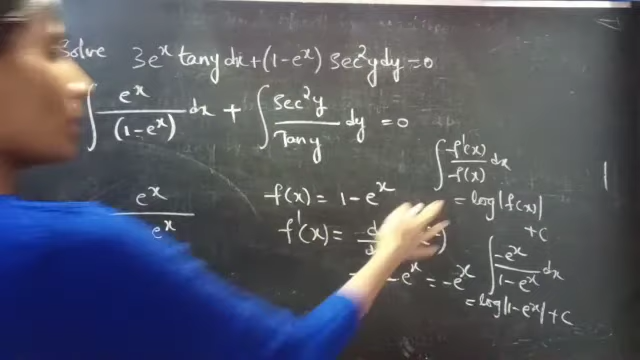 Solve 3e^x tany dx + (1-e^x) sec²y dy = 0
∫ e^x/(1-e^x) dx + ∫ sec²y/Tany dy = 0
∫ f'(x)/f(x) dx
= log|f(x)| + c
e^x
e^x
f(x) = 1 - e^x
f'(x) = d
- e^x = -e^x
∫ -e^x/1-e^x dx
= log|1-e^x| + c